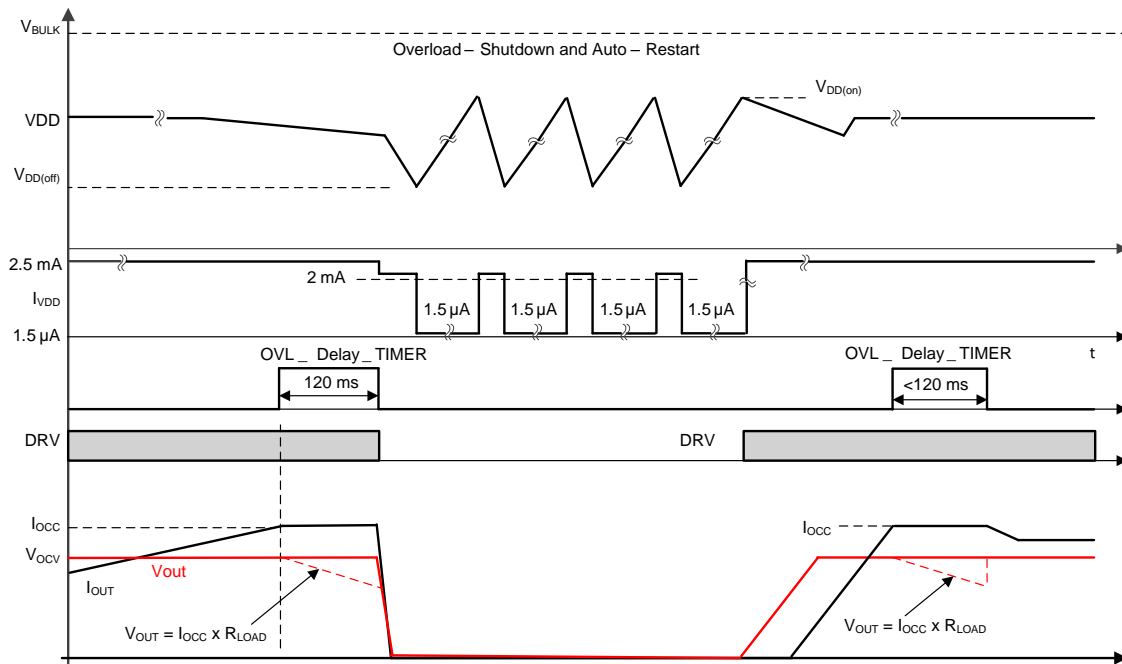 VBULK
Overload – Shutdown and Auto – Restart
VDD(on)
VDD
VDD(off)
2.5 mA
2 mA
IVDD
1.5 µA 1.5 µA 1.5 µA 1.5 µA
1.5 µA
OVL _ Delay _ TIMER
OVL _ Delay _ TIMER
t
120 ms
<120 ms
DRV
DRV
IOCC
IOCC
VOCV
Vout
IOUT
VOUT = IOCC x RLOAD
VOUT = IOCC x RLOAD